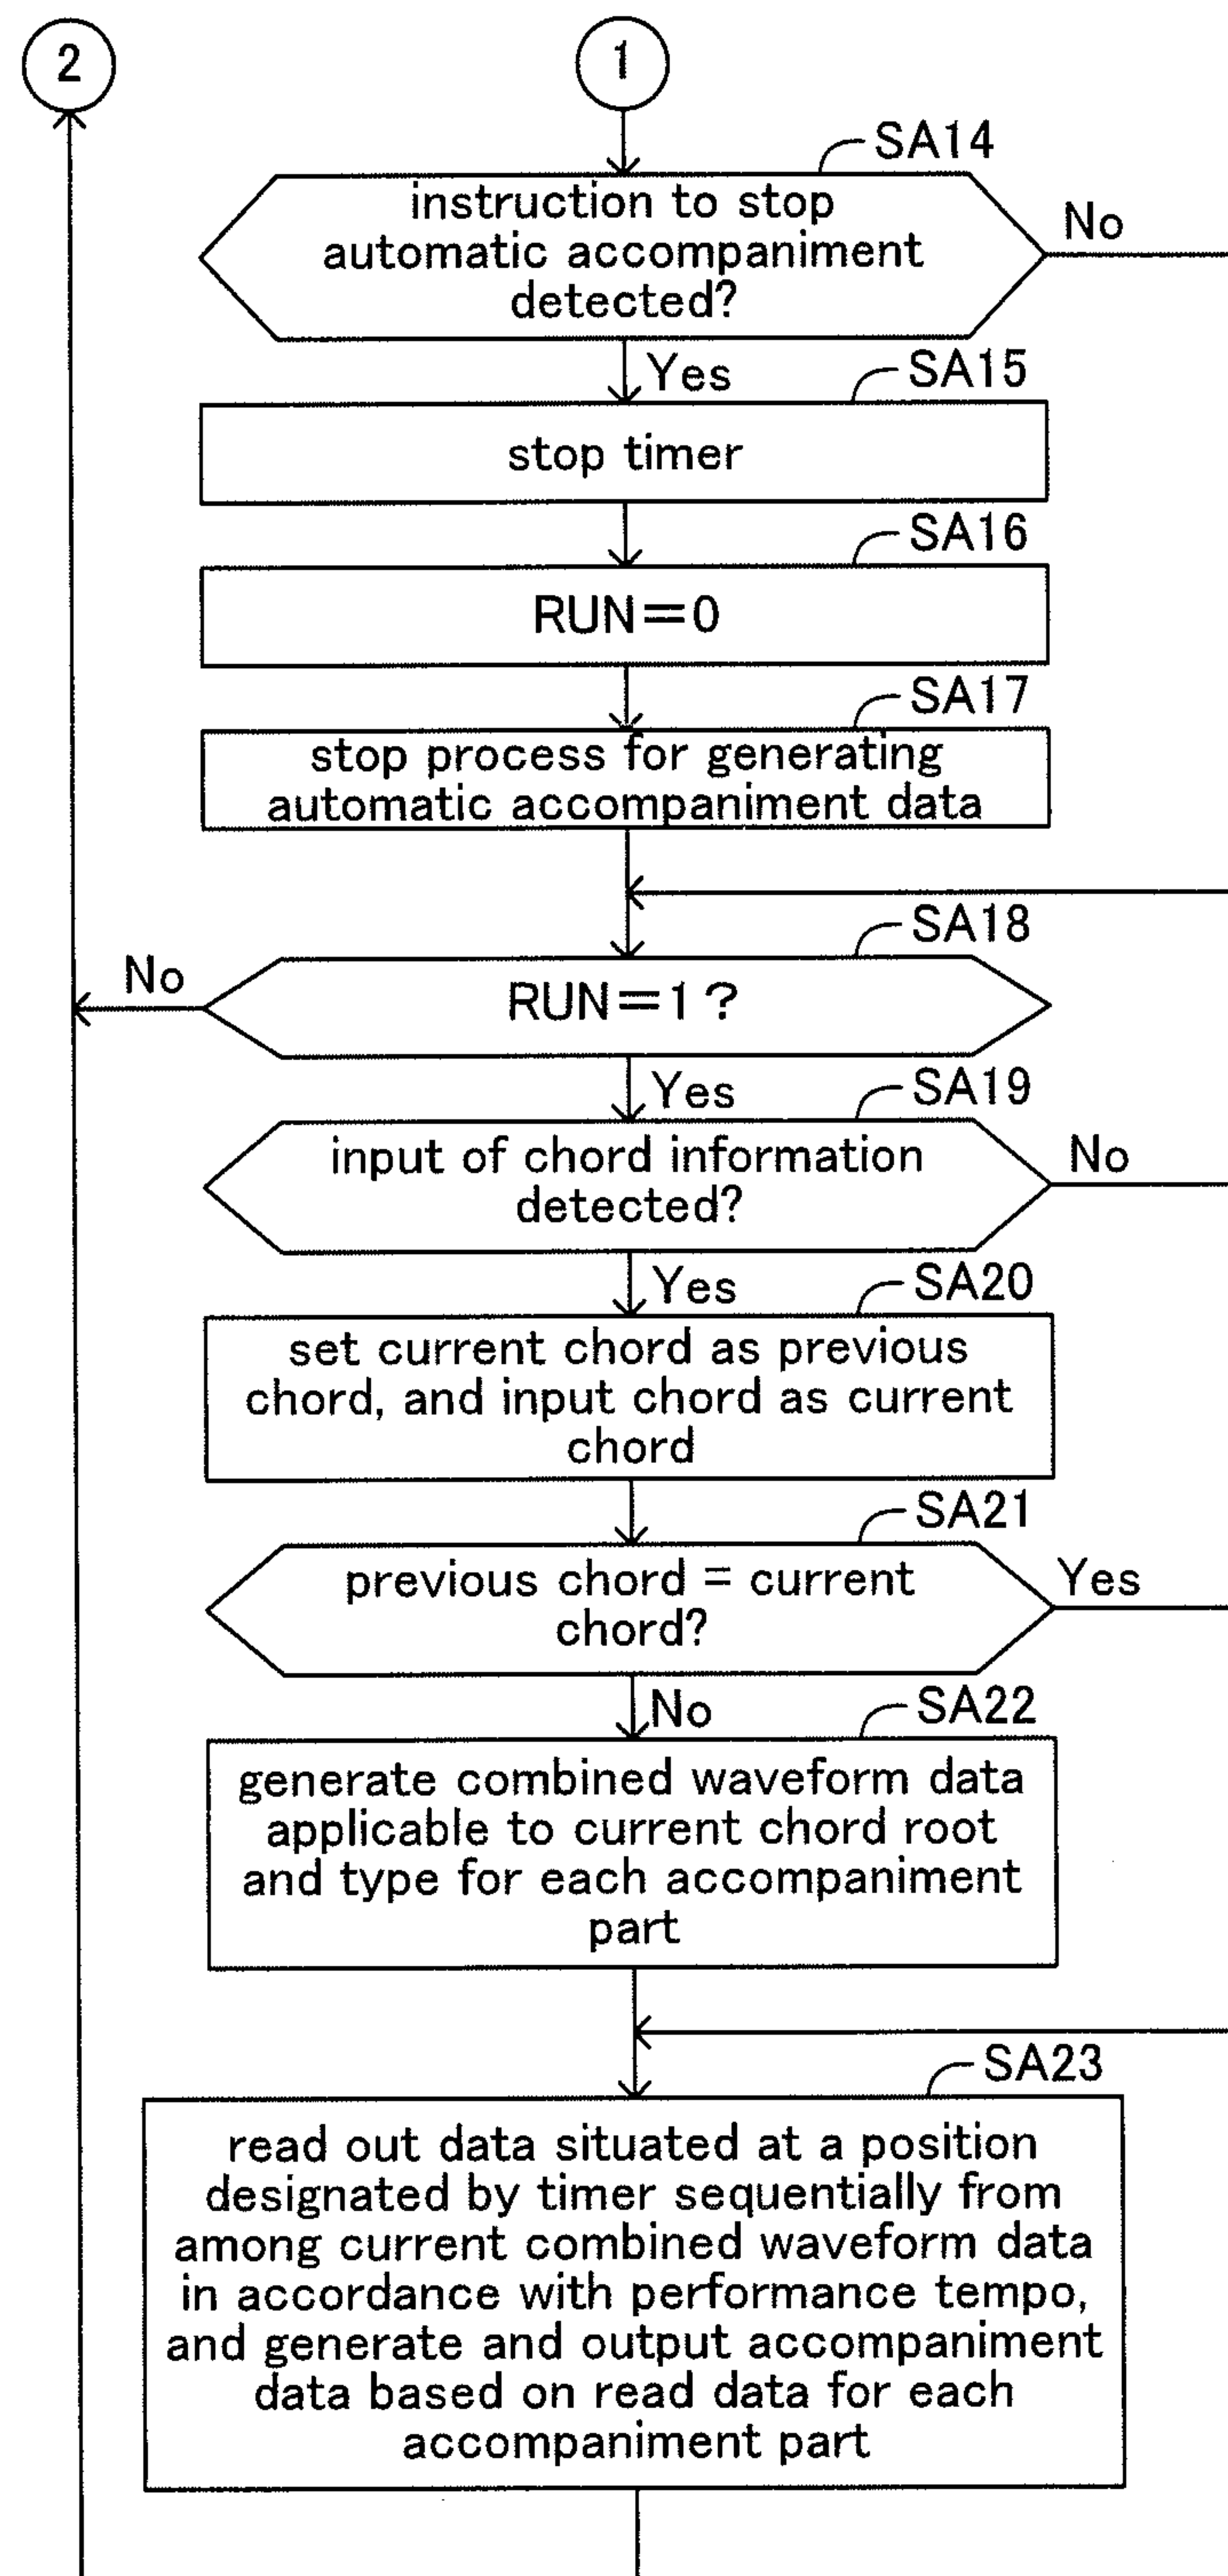 2
1
SA14
instruction to stop
automatic accompaniment
detected?
No
Yes
SA15
stop timer
SA16
RUN=0
SA17
stop process for generating
automatic accompaniment data
SA18
No
RUN=1?
Yes
SA19
input of chord information
detected?
No
Yes
SA20
set current chord as previous
chord, and input chord as current
chord
SA21
previous chord = current
chord?
Yes
No
SA22
generate combined waveform data
applicable to current chord root
and type for each accompaniment
part
SA23
read out data situated at a position
designated by timer sequentially from
among current combined waveform data
in accordance with performance tempo,
and generate and output accompaniment
data based on read data for each
accompaniment part